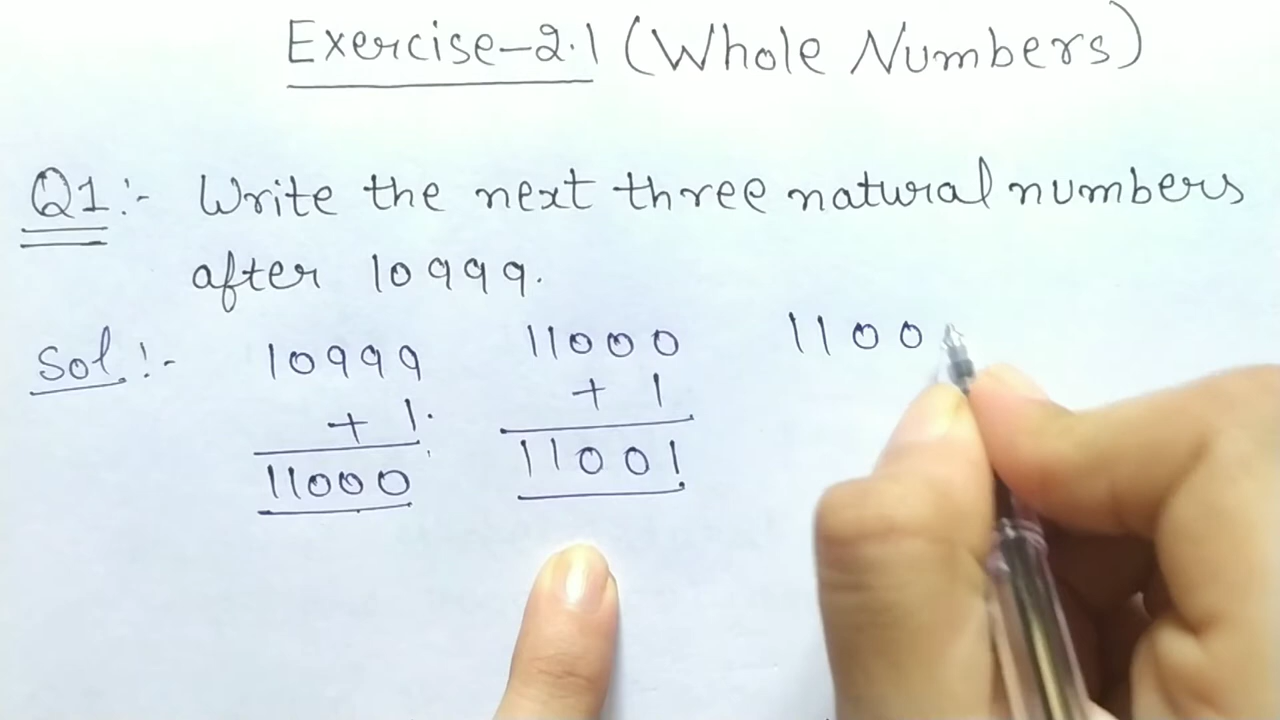 Exercise-2.1 (Whole Numbers)
Q1:- Write the next three natural numbers
after 10999.
Sol :- 10999 11000 1100
+ 1. + 1
11000 11001